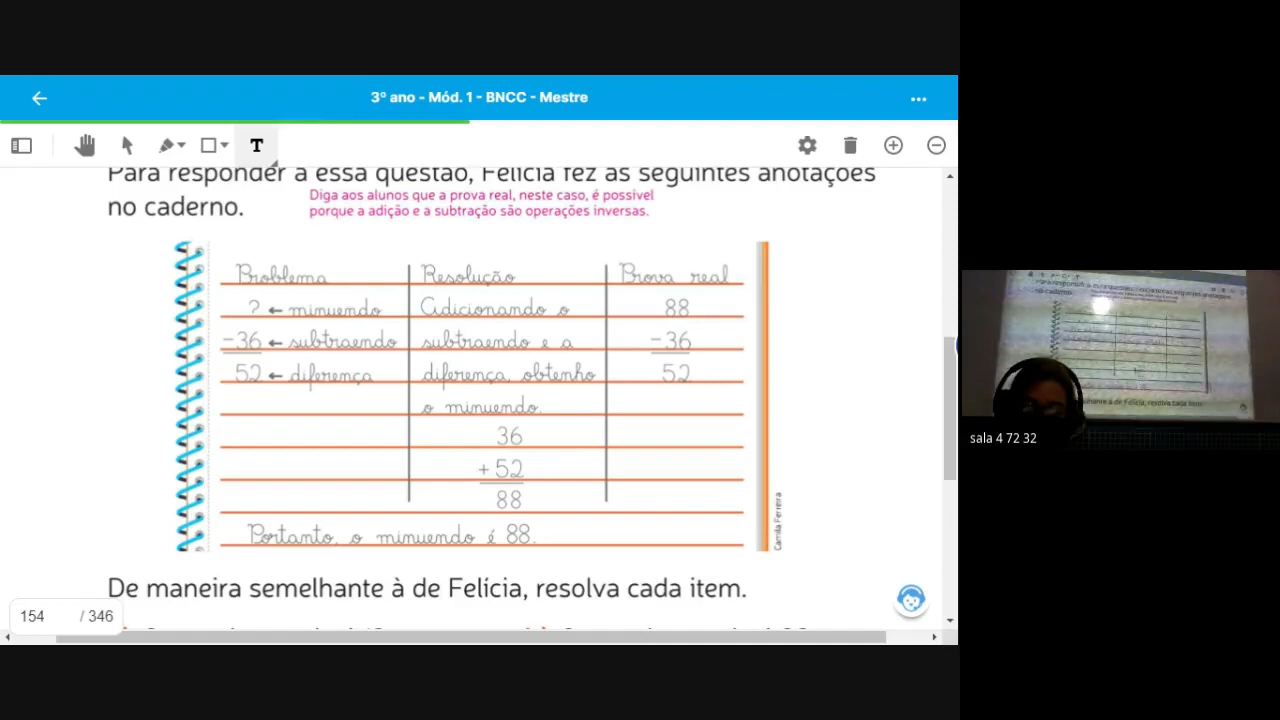 3º ano - Mód. 1 - BNCC - Mestre
T
Para responder a essa questão, Felícia fez as seguintes anotações
no caderno.
Diga aos alunos que a prova real, neste caso, é possível
porque a adição e a subtração são operações inversas.
Problema
? ← minuendo
-36 ← subtraendo
52 ← diferença
Resolução
Adicionando o
subtraendo e a
diferença, obtenho
o minuendo.
36
+ 52
88
Prova real
88
-36
52
Portanto, o minuendo é 88.
Camila Ferreira
De maneira semelhante à de Felícia, resolva cada item.
154 / 346
sala 4 72 32